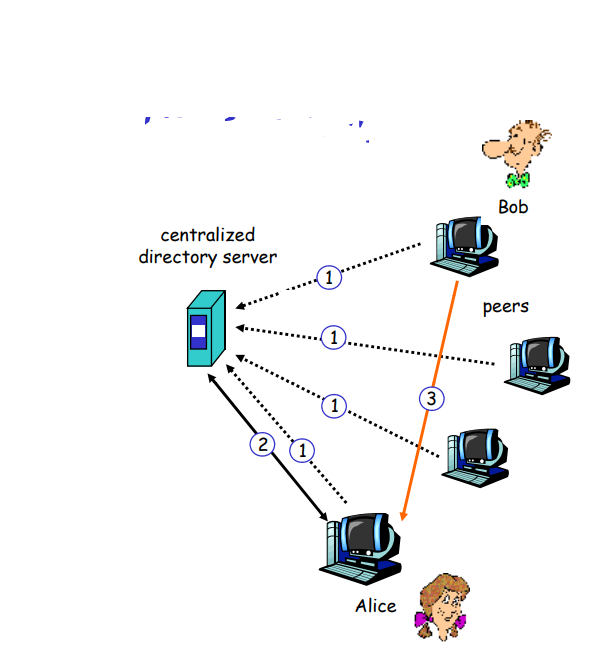 Bob
centralized
directory server
1
peers
1
3
1
2
1
Alice